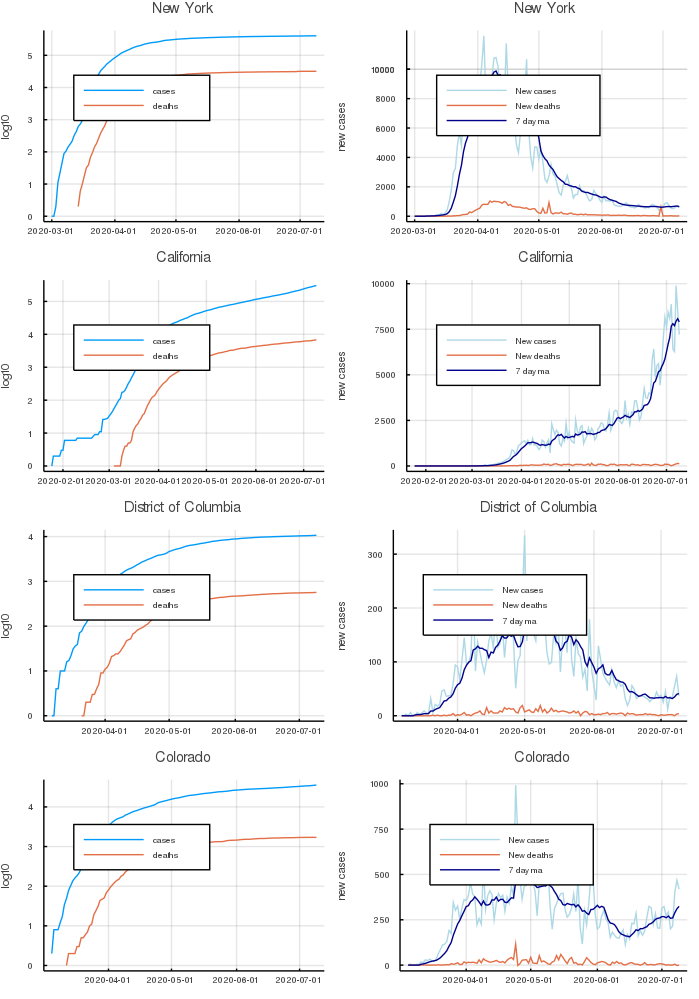 New York
New York
log10
5
4
3
2
1
0
cases
deaths
2020-03-01 2020-04-01 2020-05-01 2020-06-01 2020-07-01
new cases
10000
8000
6000
4000
2000
0
New cases
New deaths
7 day ma
2020-03-01 2020-04-01 2020-05-01 2020-06-01 2020-07-01
California
California
log10
5
4
3
2
1
0
cases
deaths
2020-02-01 2020-03-01 2020-04-01 2020-05-01 2020-06-01 2020-07-01
new cases
10000
7500
5000
2500
0
New cases
New deaths
7 day ma
2020-02-01 2020-03-01 2020-04-01 2020-05-01 2020-06-01 2020-07-01
District of Columbia
District of Columbia
log10
4
3
2
1
0
cases
deaths
2020-04-01 2020-05-01 2020-06-01 2020-07-01
new cases
300
200
100
0
New cases
New deaths
7 day ma
2020-04-01 2020-05-01 2020-06-01 2020-07-01
Colorado
Colorado
log10
4
3
2
1
0
cases
deaths
2020-04-01 2020-05-01 2020-06-01 2020-07-01
new cases
1000
750
500
250
0
New cases
New deaths
7 day ma
2020-04-01 2020-05-01 2020-06-01 2020-07-01